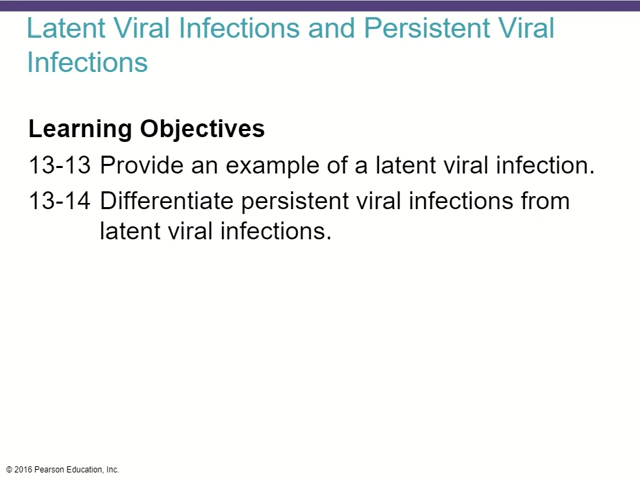 Latent Viral Infections and Persistent Viral
Infections
Learning Objectives
13-13 Provide an example of a latent viral infection.
13-14 Differentiate persistent viral infections from
latent viral infections.
© 2016 Pearson Education, Inc.